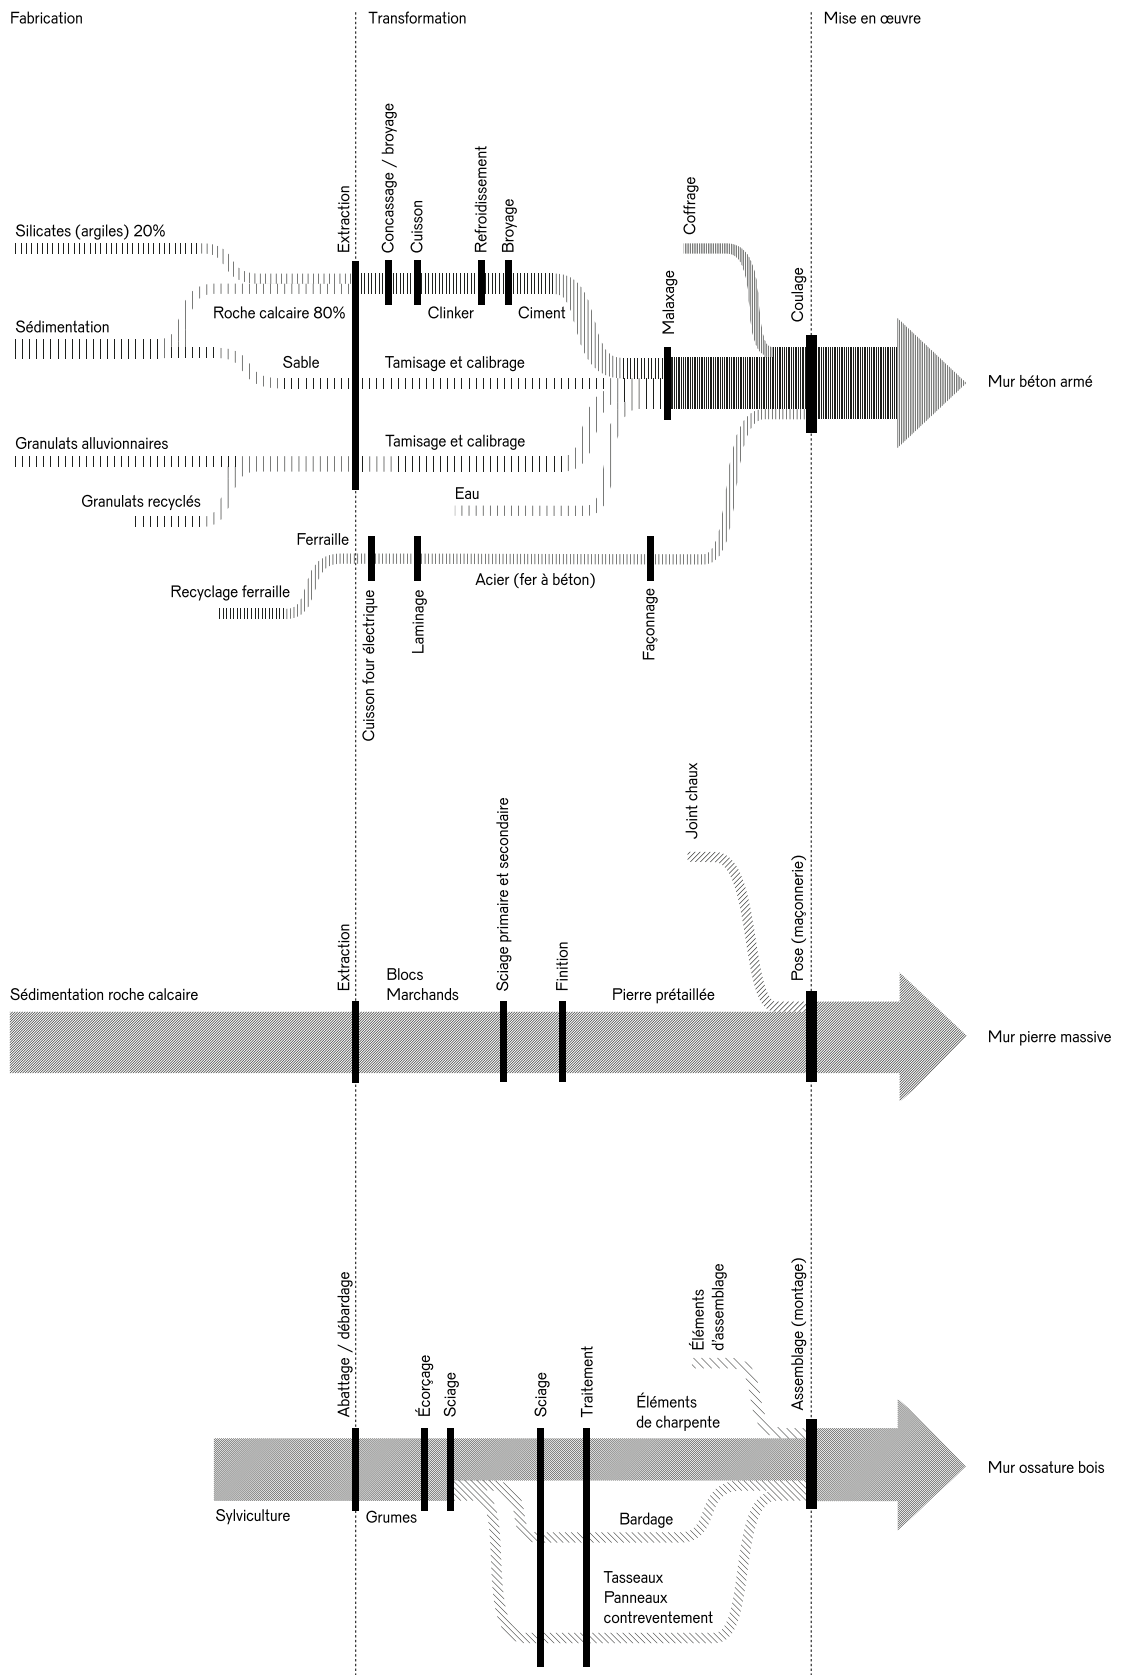 Fabrication
Transformation
Mise en œuvre
Silicates (argiles) 20%
Extraction
Concassage / broyage
Cuisson
Refroidissement
Broyage
Coffrage
Malaxage
Coulage
Roche calcaire 80%
Clinker
Ciment
Sédimentation
Sable
Tamisage et calibrage
Mur béton armé
Granulats alluvionnaires
Tamisage et calibrage
Granulats recyclés
Eau
Ferraille
Acier (fer à béton)
Recyclage ferraille
Cuisson four électrique
Laminage
Façonnage
Joint chaux
Extraction
Sciage primaire et secondaire
Finition
Pose (maçonnerie)
Sédimentation roche calcaire
Blocs
Marchands
Pierre prétaillée
Mur pierre massive
Abattage / débardage
Écorçage
Sciage
Sciage
Traitement
Éléments
d'assemblage
Assemblage (montage)
Éléments
de charpente
Mur ossature bois
Sylviculture
Grumes
Bardage
Tasseaux
Panneaux
contreventement